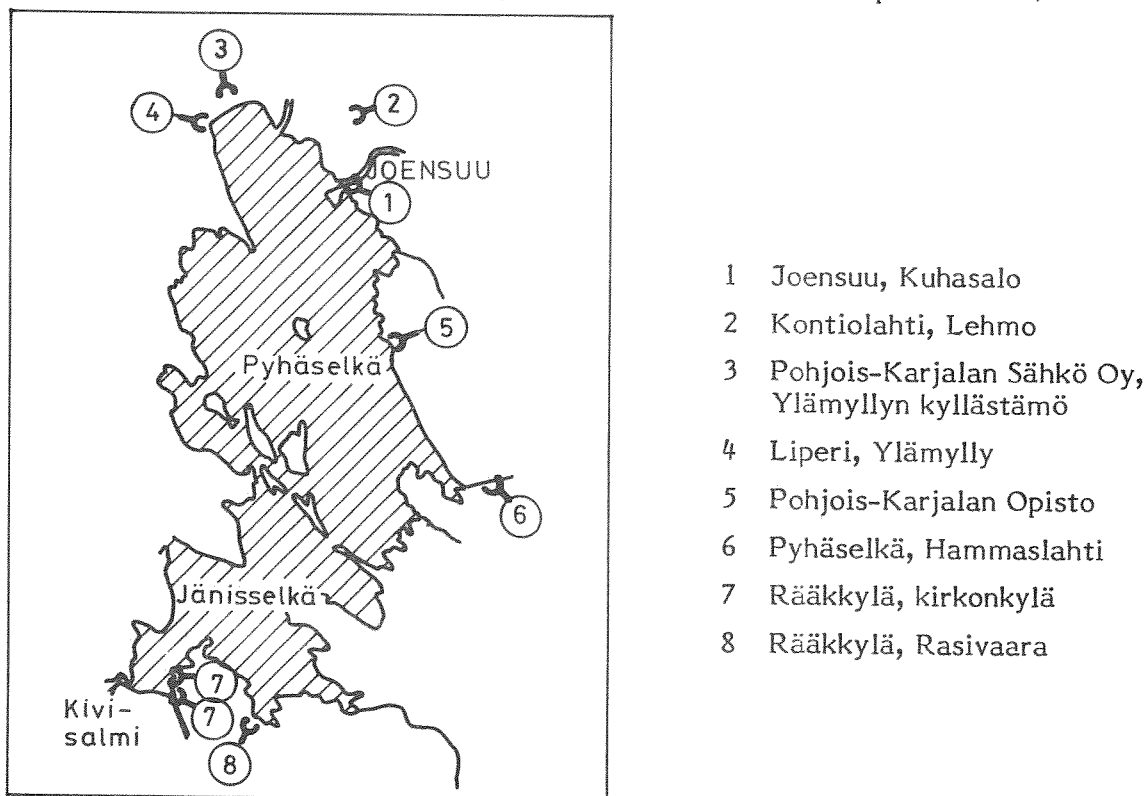 3
4
2
JOENSUU
1
5
Pyhäselkä
6
Jänisselkä
7
7
Kivi-
salmi
8
1 Joensuu, Kuhasalo
2 Kontiolahti, Lehmo
3 Pohjois-Karjalan Sähkö Oy,
Ylämyllyn kyllästämö
4 Liperi, Ylämylly
5 Pohjois-Karjalan Opisto
6 Pyhäselkä, Hammaslahti
7 Rääkkylä, kirkonkylä
8 Rääkkylä, Rasivaara